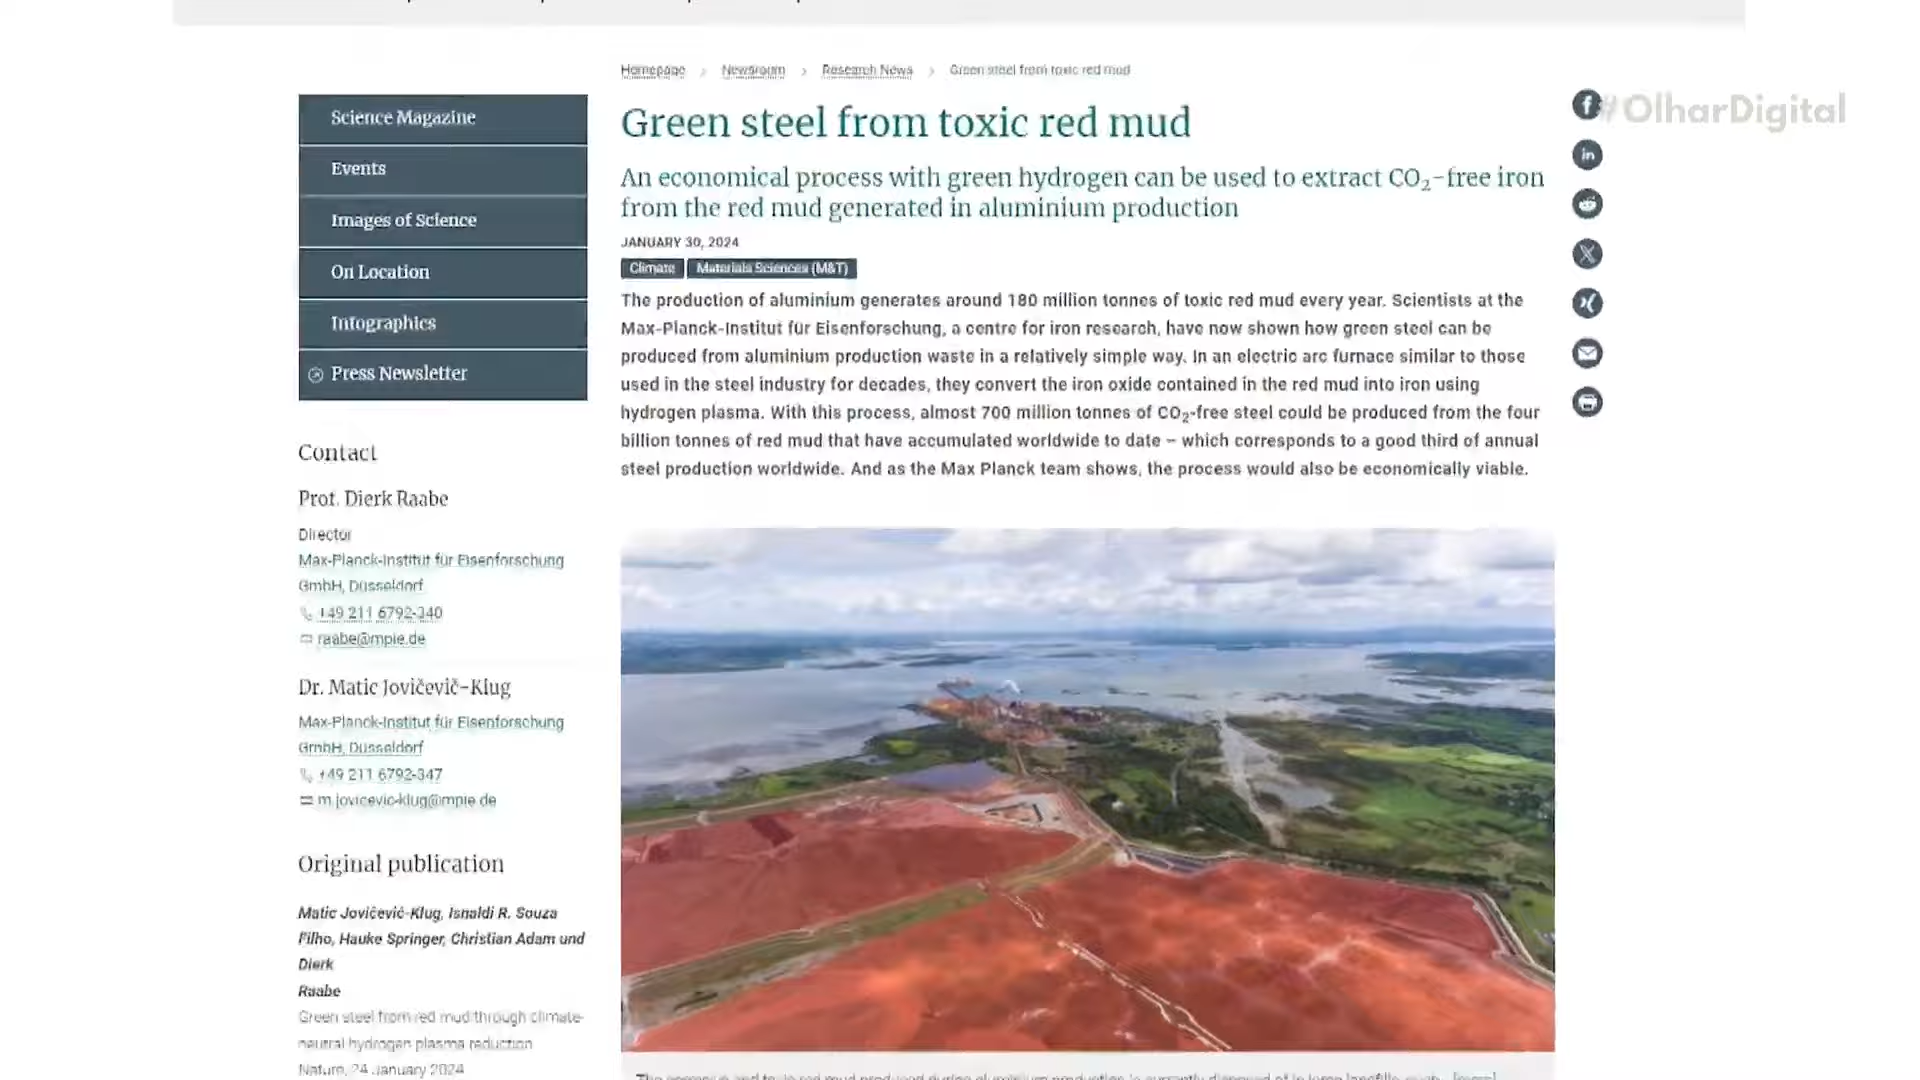 Homepage
Newsroom
Research News
Green steel from toxic red mud
#OlharDigital
Science Magazine
Events
Images of Science
On Location
Infographics
Press Newsletter
Contact
Prof. Dierk Raabe
Director
Max-Planck-Institut für Eisenforschung
GmbH, Düsseldorf
+49 211 6792-340
raabe@mpie.de
Dr. Matic Jovičevič-Klug
Max-Planck-Institut für Eisenforschung
GmbH, Düsseldorf
+49 211 6792-347
m.jovicevic-klug@mpie.de
Original publication
Matic Jovičević-Klug, Isnaldi R. Souza
Filho, Hauke Springer, Christian Adam und
Dierk
Raabe
Green steel from red mud through climate-
neutral hydrogen plasma reduction
Nature, 24 January 2024
Green steel from toxic red mud
An economical process with green hydrogen can be used to extract CO₂-free iron
from the red mud generated in aluminium production
JANUARY 30, 2024
Climate
Materials Sciences (M&T)
The production of aluminium generates around 180 million tonnes of toxic red mud every year. Scientists at the
Max-Planck-Institut für Eisenforschung, a centre for iron research, have now shown how green steel can be
produced from aluminium production waste in a relatively simple way. In an electric arc furnace similar to those
used in the steel industry for decades, they convert the iron oxide contained in the red mud into iron using
hydrogen plasma. With this process, almost 700 million tonnes of CO₂-free steel could be produced from the four
billion tonnes of red mud that have accumulated worldwide to date – which corresponds to a good third of annual
steel production worldwide. And as the Max Planck team shows, the process would also be economically viable.